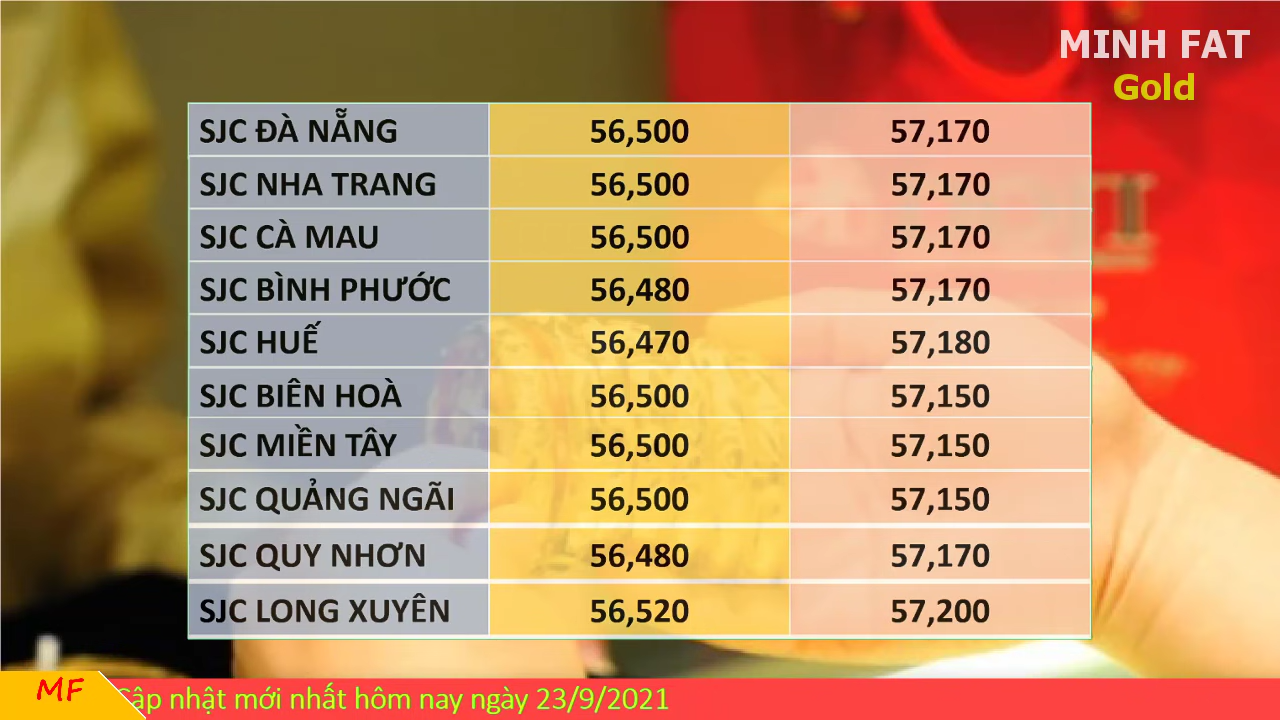 MINH FAT
Gold
SJC ĐÀ NẴNG 56,500 57,170
SJC NHA TRANG 56,500 57,170
SJC CÀ MAU 56,500 57,170
SJC BÌNH PHƯỚC 56,480 57,170
SJC HUẾ 56,470 57,180
SJC BIÊN HOÀ 56,500 57,150
SJC MIỀN TÂY 56,500 57,150
SJC QUẢNG NGÃI 56,500 57,150
SJC QUY NHƠN 56,480 57,170
SJC LONG XUYÊN 56,520 57,200
MF
nhật mới nhất hôm nay ngày 23/9/2021